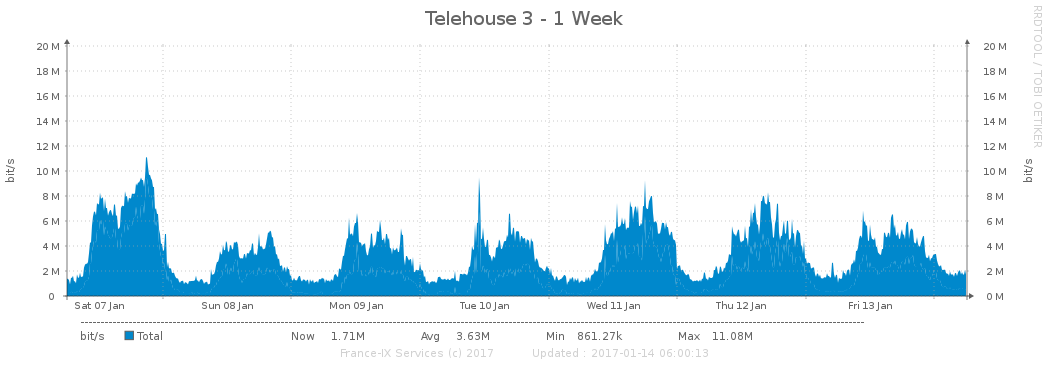 Telehouse 3 - 1 Week
RRDTOOL / TOBI OETIKER
bit/s
bit/s
20 M 20 M
18 M 18 M
16 M 16 M
14 M 14 M
12 M 12 M
10 M 10 M
8 M 8 M
6 M 6 M
4 M 4 M
2 M 2 M
0 0 M
Sat 07 Jan Sun 08 Jan Mon 09 Jan Tue 10 Jan Wed 11 Jan Thu 12 Jan Fri 13 Jan
bit/s Total Now 1.71M Avg 3.63M Min 861.27k Max 11.08M
France-IX Services (c) 2017 Updated : 2017-01-14 06:00:13